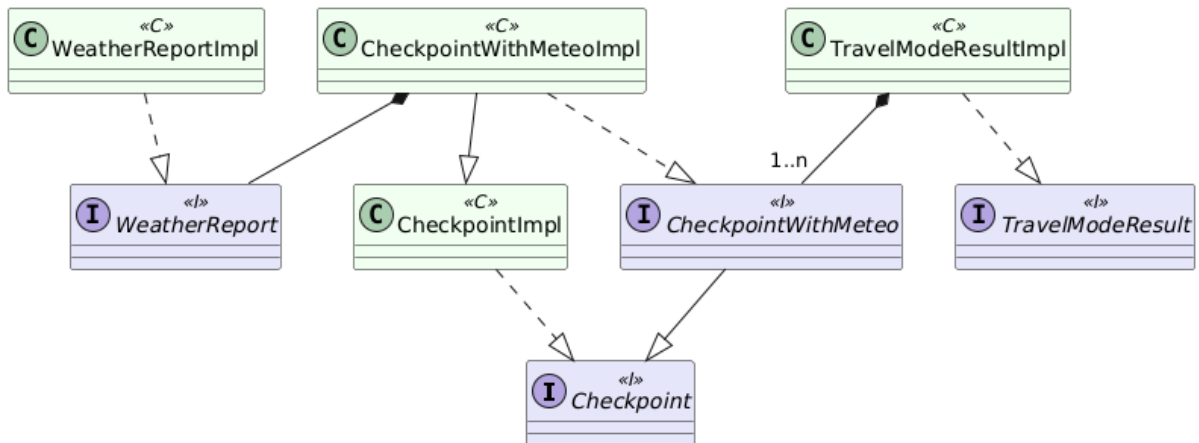 «C»
C WeatherReportImpl
«C»
C CheckpointWithMeteoImpl
«C»
C TravelModeResultImpl
1..n
«I»
I WeatherReport
«C»
C CheckpointImpl
«I»
I CheckpointWithMeteo
«I»
I TravelModeResult
«I»
I Checkpoint